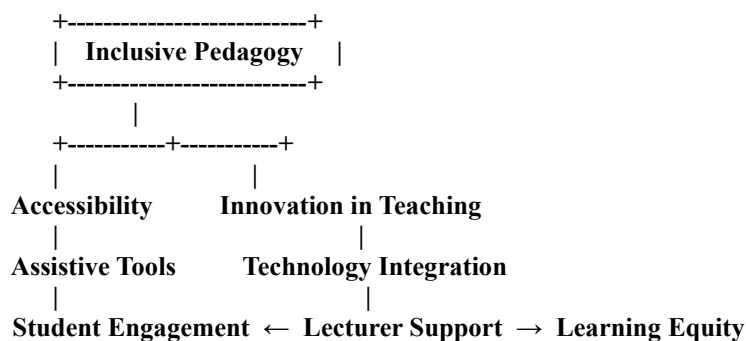 +---------------------------+
| Inclusive Pedagogy |
+---------------------------+
|
+-----------+-----------+
| |
Accessibility Innovation in Teaching
| |
Assistive Tools Technology Integration
| |
Student Engagement ← Lecturer Support → Learning Equity